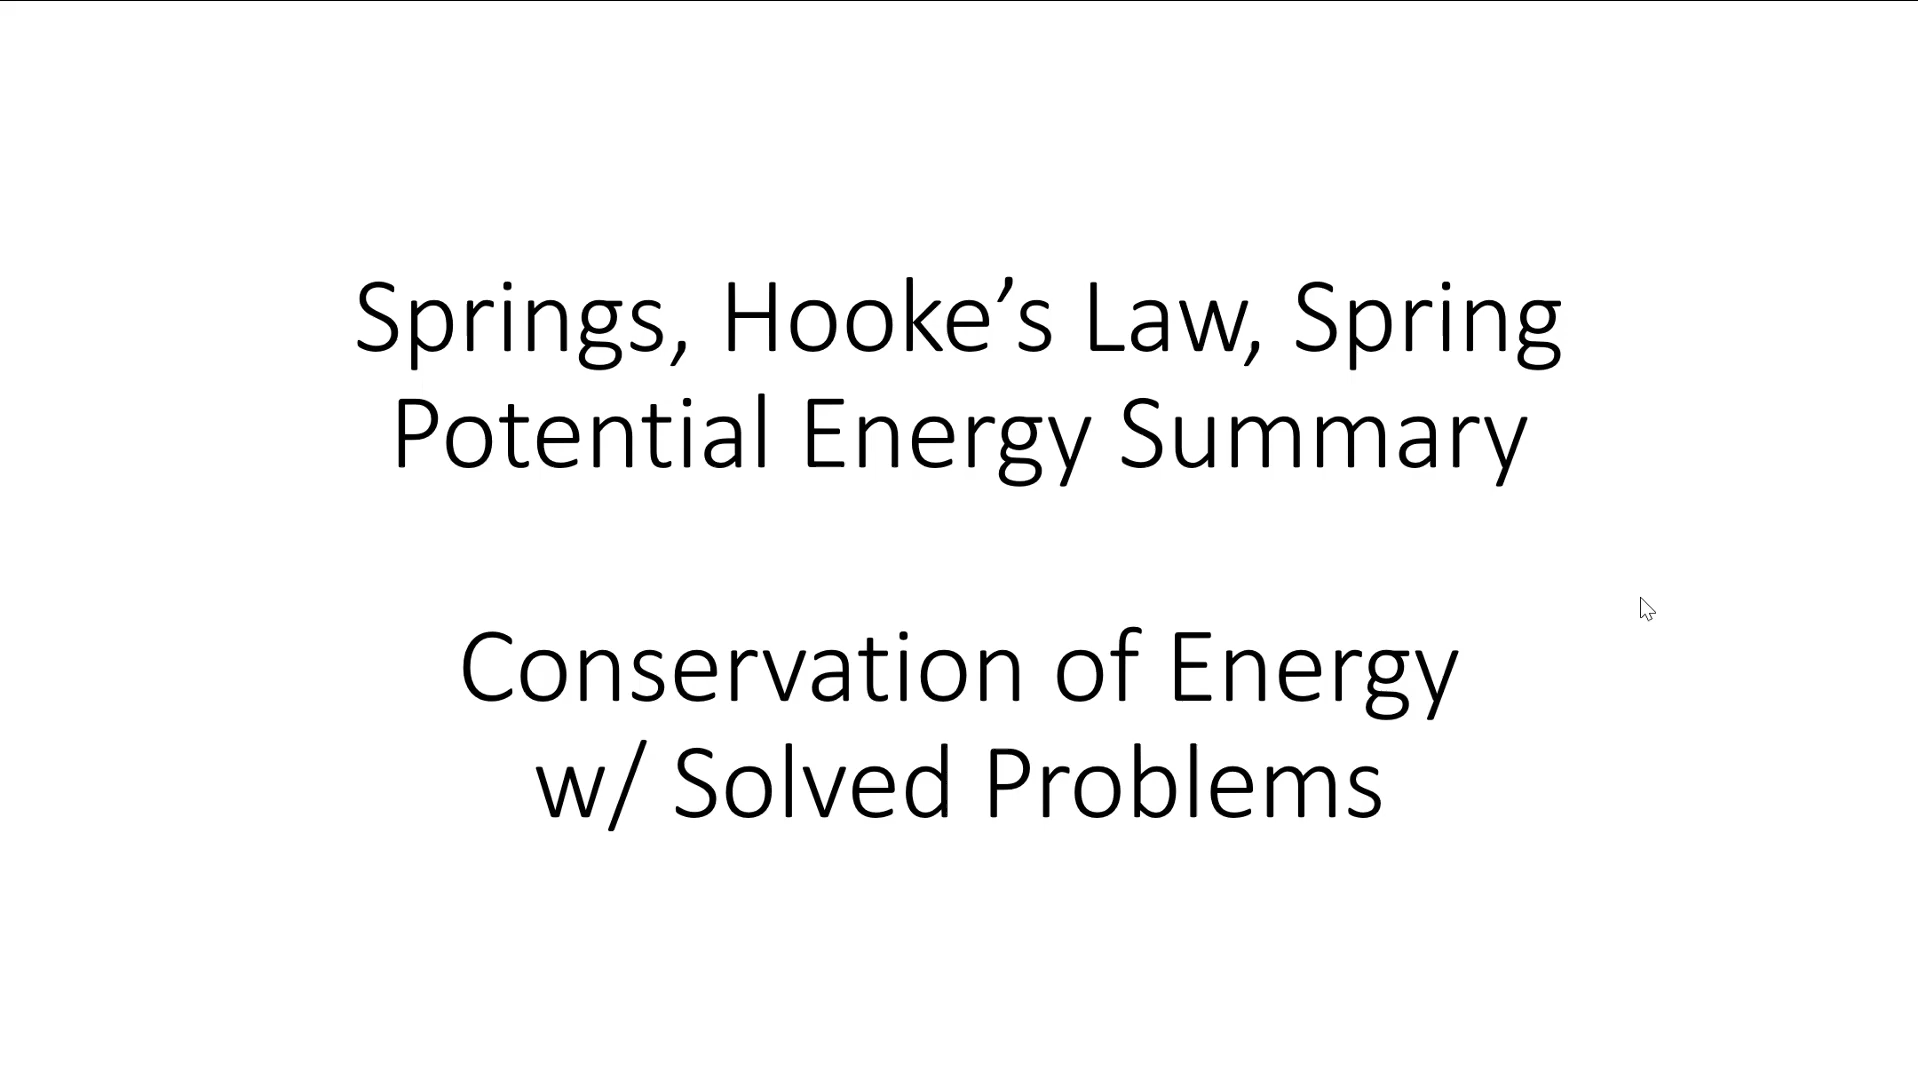 Springs, Hooke’s Law, Spring
Potential Energy Summary
Conservation of Energy
w/ Solved Problems